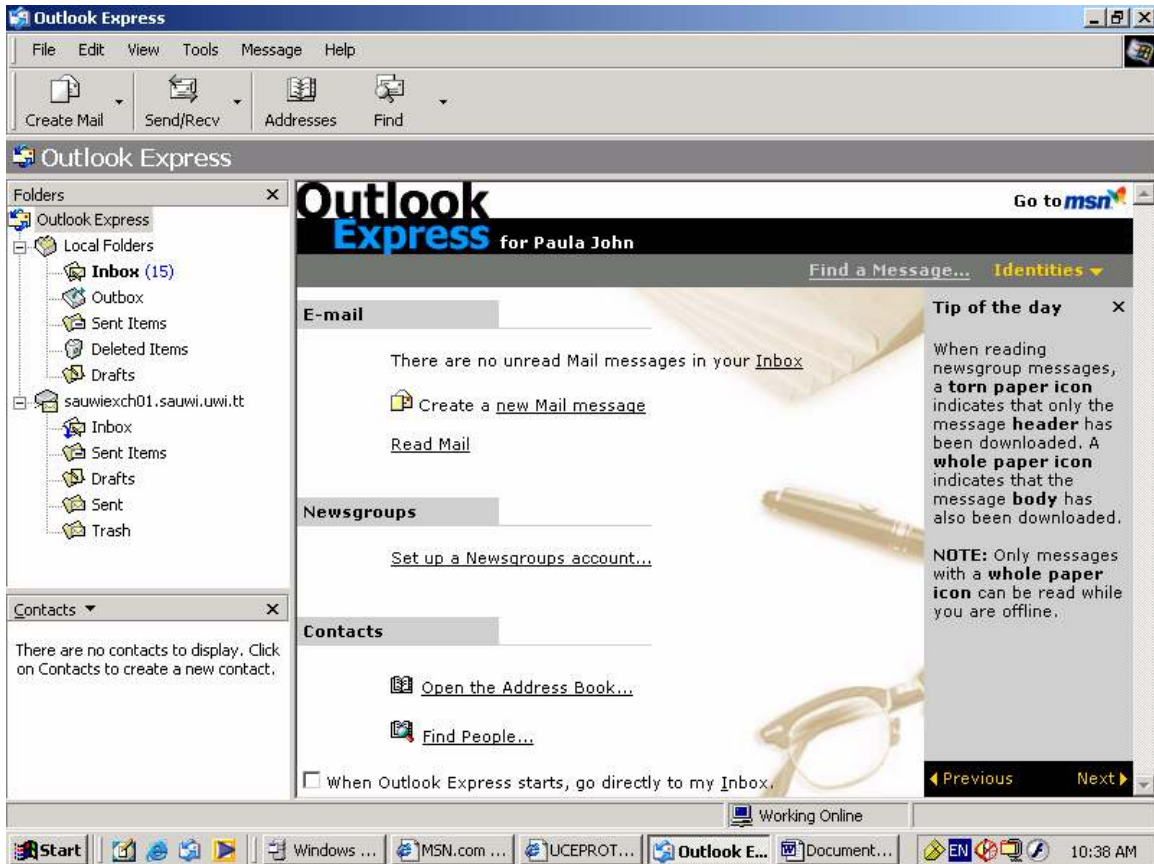 Outlook Express
File Edit View Tools Message Help
Create Mail Send/Recv Addresses Find
Outlook Express
Folders
Outlook Express
Local Folders
Inbox (15)
Outbox
Sent Items
Deleted Items
Drafts
sauwiexch01.sauwi.uwi.tt
Inbox
Sent Items
Drafts
Sent
Trash
Contacts
There are no contacts to display. Click
on Contacts to create a new contact.
Outlook
Express for Paula John
Go to msn
Find a Message... Identities
E-mail
There are no unread Mail messages in your Inbox
Create a new Mail message
Read Mail
Newsgroups
Set up a Newsgroups account...
Contacts
Open the Address Book...
Find People...
When Outlook Express starts, go directly to my Inbox.
Tip of the day
When reading
newsgroup messages,
a torn paper icon
indicates that only the
message header has
been downloaded. A
whole paper icon
indicates that the
message body has
also been downloaded.
NOTE: Only messages
with a whole paper
icon can be read while
you are offline.
Previous Next
Working Online
Start Windows ... MSN.com ... UCEPROT... Outlook E... Document... EN 10:38 AM